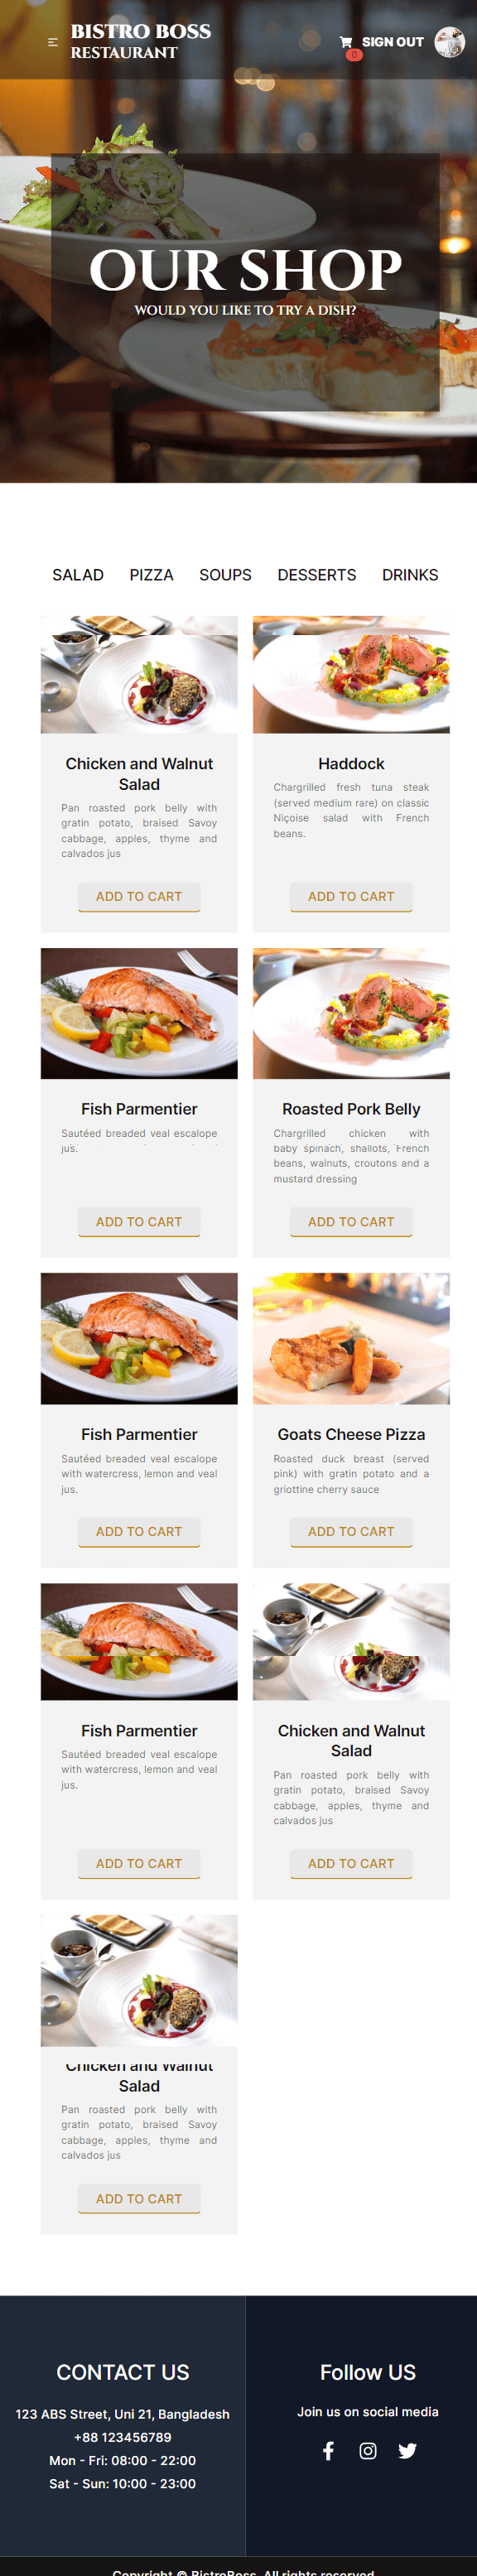 BISTRO BOSS
RESTAURANT
0
SIGN OUT
OUR SHOP
WOULD YOU LIKE TO TRY A DISH?
SALAD PIZZA SOUPS DESSERTS DRINKS
Chicken and Walnut
Salad
Pan roasted pork belly with
gratin potato, braised Savoy
cabbage, apples, thyme and
calvados jus
ADD TO CART
Haddock
Chargrilled fresh tuna steak
(served medium rare) on classic
Niçoise salad with French
beans.
ADD TO CART
Fish Parmentier
Sautéed breaded veal escalope
jus.
ADD TO CART
Roasted Pork Belly
Chargrilled chicken with
baby spinach, shallots, French
beans, walnuts, croutons and a
mustard dressing
ADD TO CART
Fish Parmentier
Sautéed breaded veal escalope
with watercress, lemon and veal
jus.
ADD TO CART
Goats Cheese Pizza
Roasted duck breast (served
pink) with gratin potato and a
griottine cherry sauce
ADD TO CART
Fish Parmentier
Sautéed breaded veal escalope
with watercress, lemon and veal
jus.
ADD TO CART
Chicken and Walnut
Salad
Pan roasted pork belly with
gratin potato, braised Savoy
cabbage, apples, thyme and
calvados jus
ADD TO CART
Chicken and Walnut
Salad
Pan roasted pork belly with
gratin potato, braised Savoy
cabbage, apples, thyme and
calvados jus
ADD TO CART
CONTACT US
123 ABS Street, Uni 21, Bangladesh
+88 123456789
Mon - Fri: 08:00 - 22:00
Sat - Sun: 10:00 - 23:00
Follow US
Join us on social media
Copyright © BistroBoss. All rights reserved.